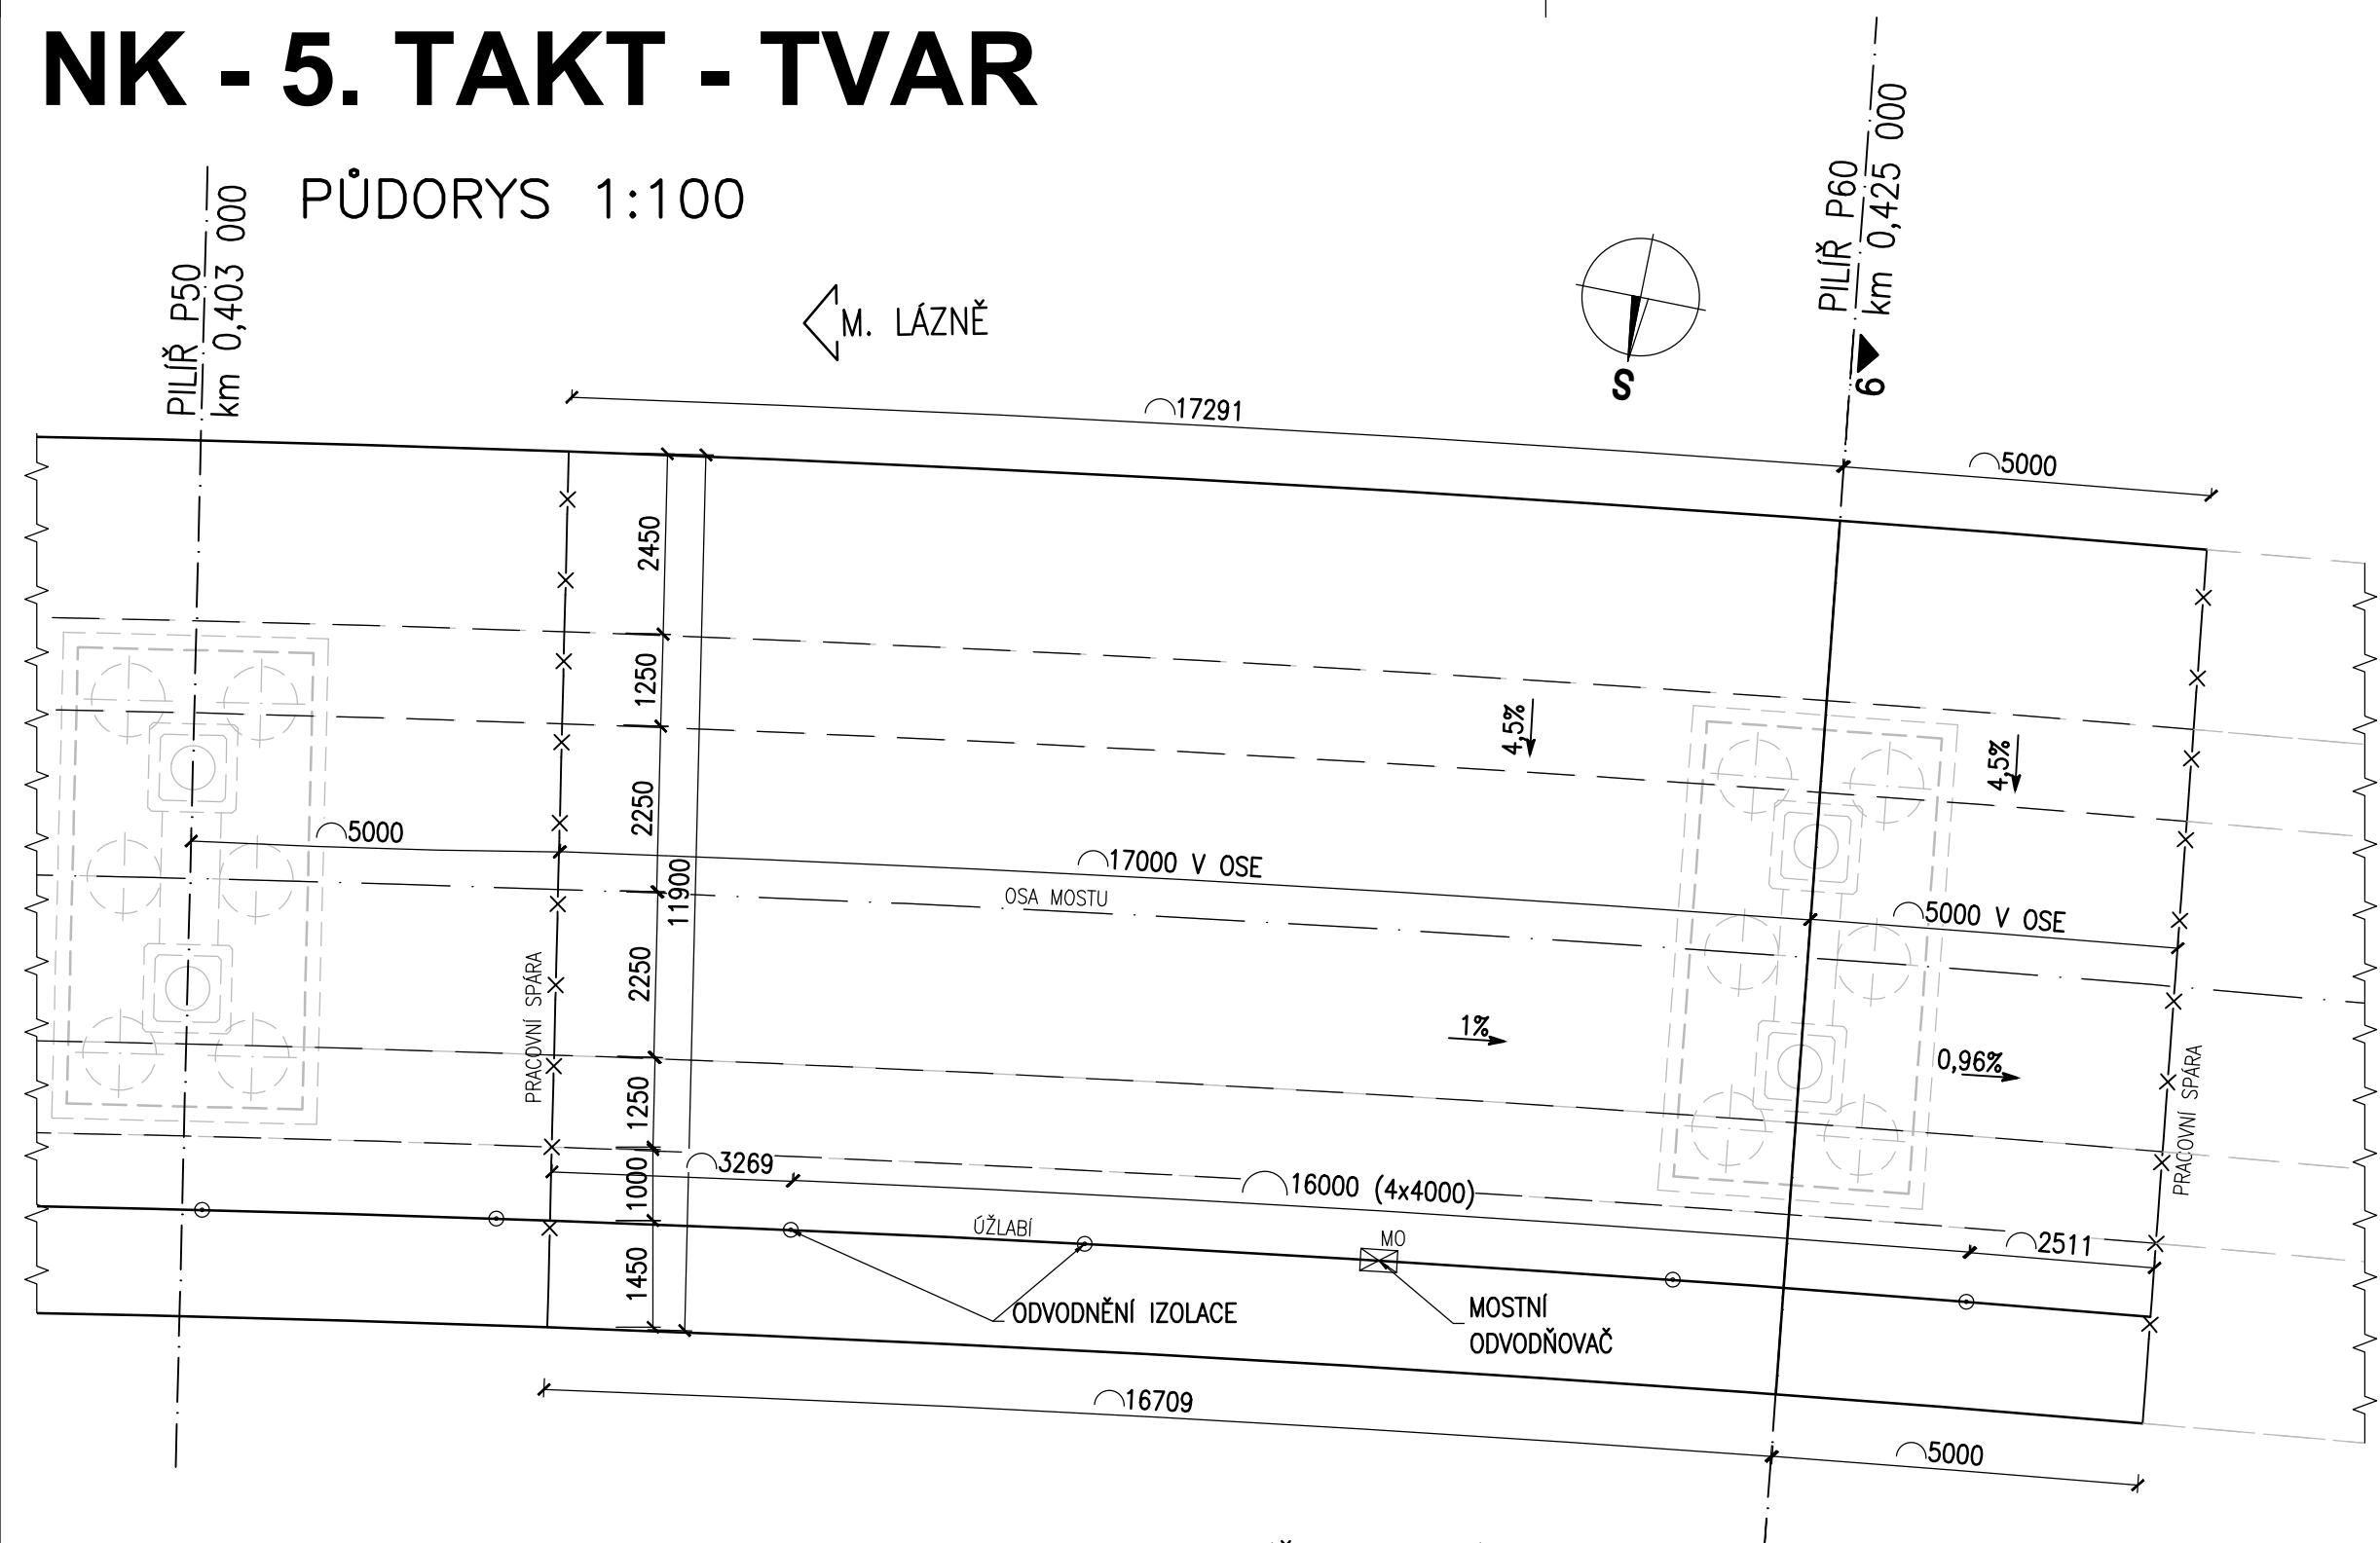 NK - 5. TAKT - TVAR
PŮDORYS 1:100
PILÍŘ P50
km 0,403 000
M. LÁZNĚ
S
PILÍŘ P60
km 0,425 000
6
17291
5000
2450
1250
2250
2250
1250
1000
1450
11900
4,5%
4,5%
5000
17000 V OSE
5000 V OSE
OSA MOSTU
PRACOVNÍ SPÁRA
1%
0,96%
PRACOVNÍ SPÁRA
3269
16000 (4x4000)
2511
ÚŽLABÍ
MO
ODVODNĚNÍ IZOLACE
MOSTNÍ
ODVODŇOVAČ
16709
5000